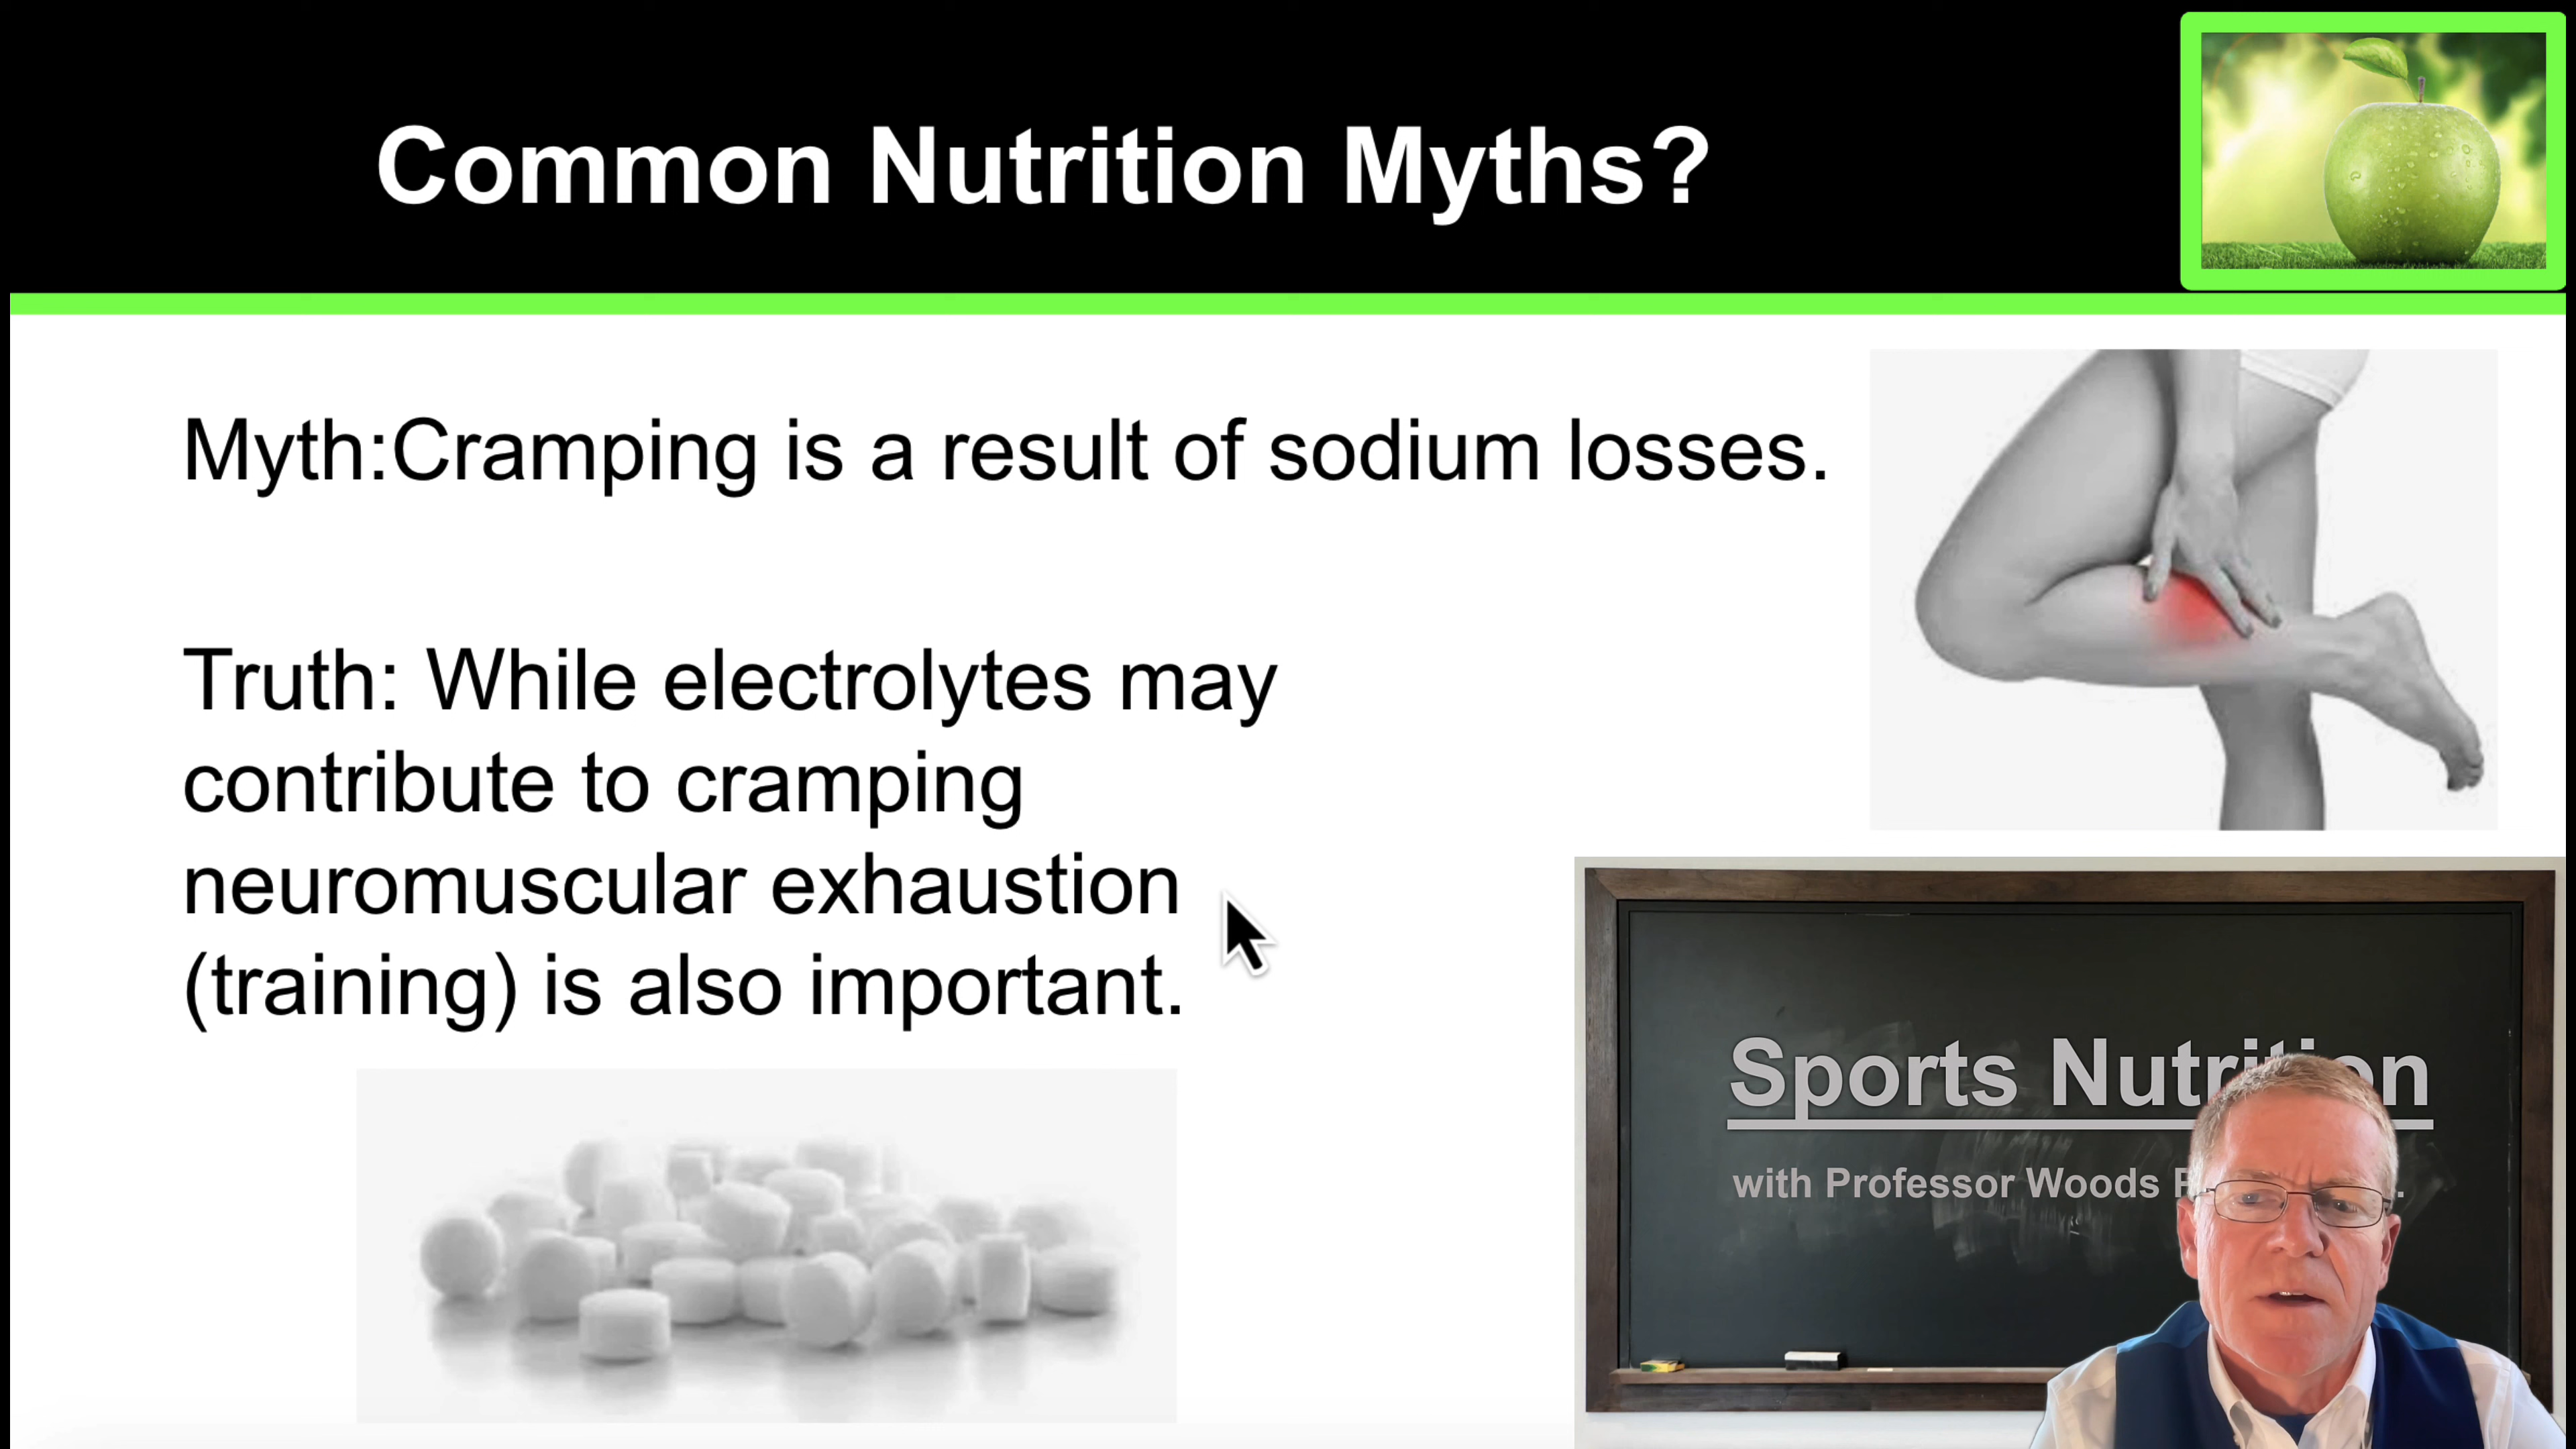 Common Nutrition Myths?
Myth:Cramping is a result of sodium losses.
Truth: While electrolytes may
contribute to cramping
neuromuscular exhaustion
(training) is also important.
Sports Nutrition
with Professor Woods